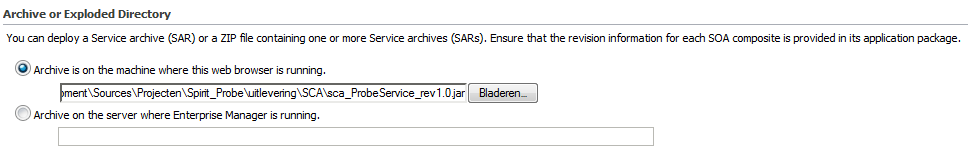 Archive or Exploded Directory
You can deploy a Service archive (SAR) or a ZIP file containing one or more Service archives (SARs). Ensure that the revision information for each SOA composite is provided in its application package.
Archive is on the machine where this web browser is running.
oment\Sources\Projecten\Spirit_Probe\uitlevering\SCA\sca_ProbeService_rev1.0.jar Bladeren...
Archive on the server where Enterprise Manager is running.